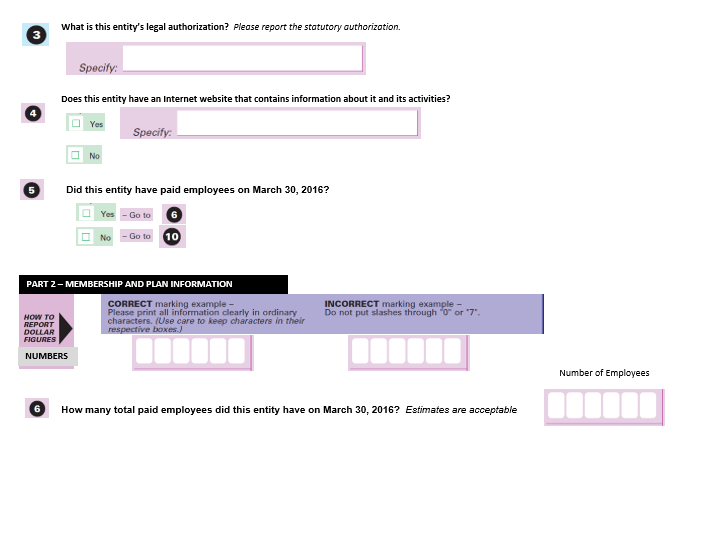 3 What is this entity's legal authorization? Please report the statutory authorization.
Specify:
Does this entity have an Internet website that contains information about it and its activities?
4
Yes Specify:
No
5 Did this entity have paid employees on March 30, 2016?
Yes – Go to 6
No – Go to 10
PART 2 – MEMBERSHIP AND PLAN INFORMATION
HOW TO
REPORT
DOLLAR
FIGURES
NUMBERS
CORRECT marking example –
Please print all information clearly in ordinary
characters. (Use care to keep characters in their
respective boxes.)
INCORRECT marking example –
Do not put slashes through "0" or "7".
Number of Employees
6 How many total paid employees did this entity have on March 30, 2016? Estimates are acceptable